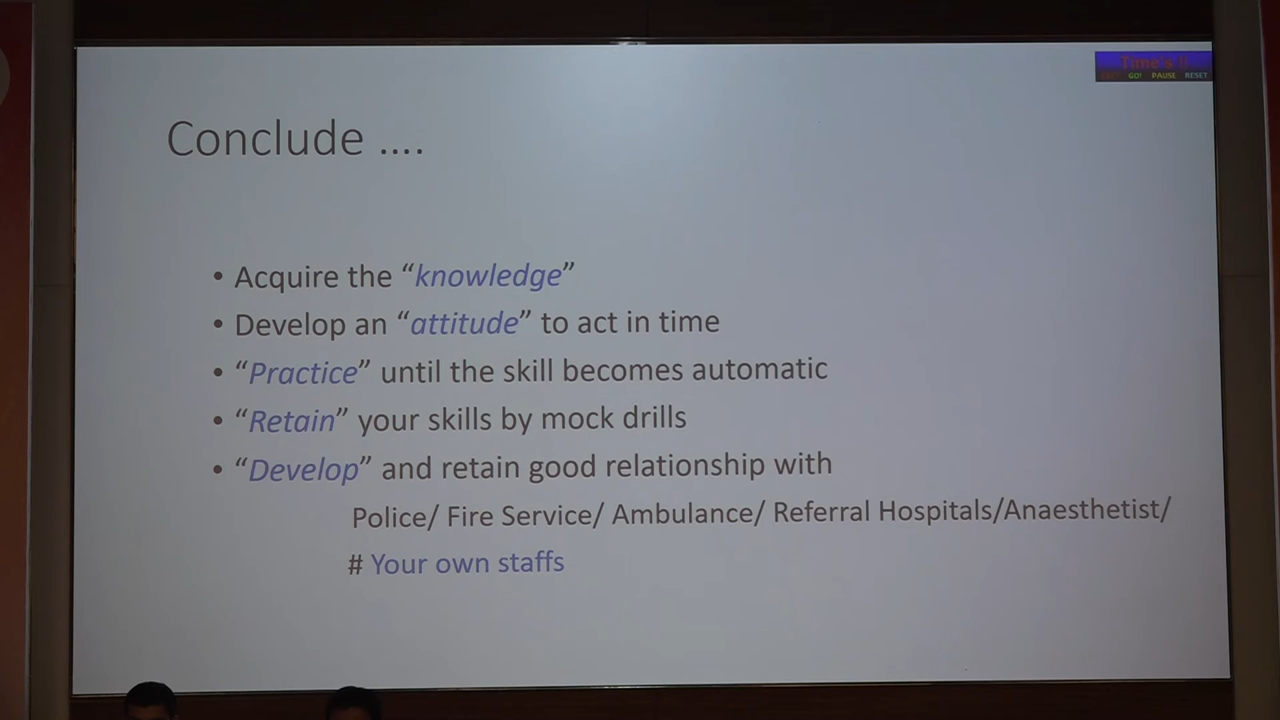 Time's
GO! PAUSE RESET
Conclude ....
• Acquire the “knowledge”
• Develop an “attitude” to act in time
• “Practice” until the skill becomes automatic
• “Retain” your skills by mock drills
• “Develop” and retain good relationship with
Police/ Fire Service/ Ambulance/ Referral Hospitals/Anaesthetist/
# Your own staffs